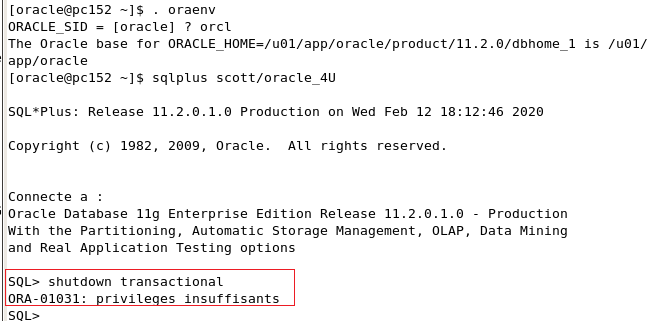 [oracle@pc152 ~]$ . oraenv
ORACLE_SID = [oracle] ? orcl
The Oracle base for ORACLE_HOME=/u01/app/oracle/product/11.2.0/dbhome_1 is /u01/
app/oracle
[oracle@pc152 ~]$ sqlplus scott/oracle_4U
SQL*Plus: Release 11.2.0.1.0 Production on Wed Feb 12 18:12:46 2020
Copyright (c) 1982, 2009, Oracle.  All rights reserved.
Connecte a :
Oracle Database 11g Enterprise Edition Release 11.2.0.1.0 - Production
With the Partitioning, Automatic Storage Management, OLAP, Data Mining
and Real Application Testing options
SQL> shutdown transactional
ORA-01031: privileges insuffisants
SQL>